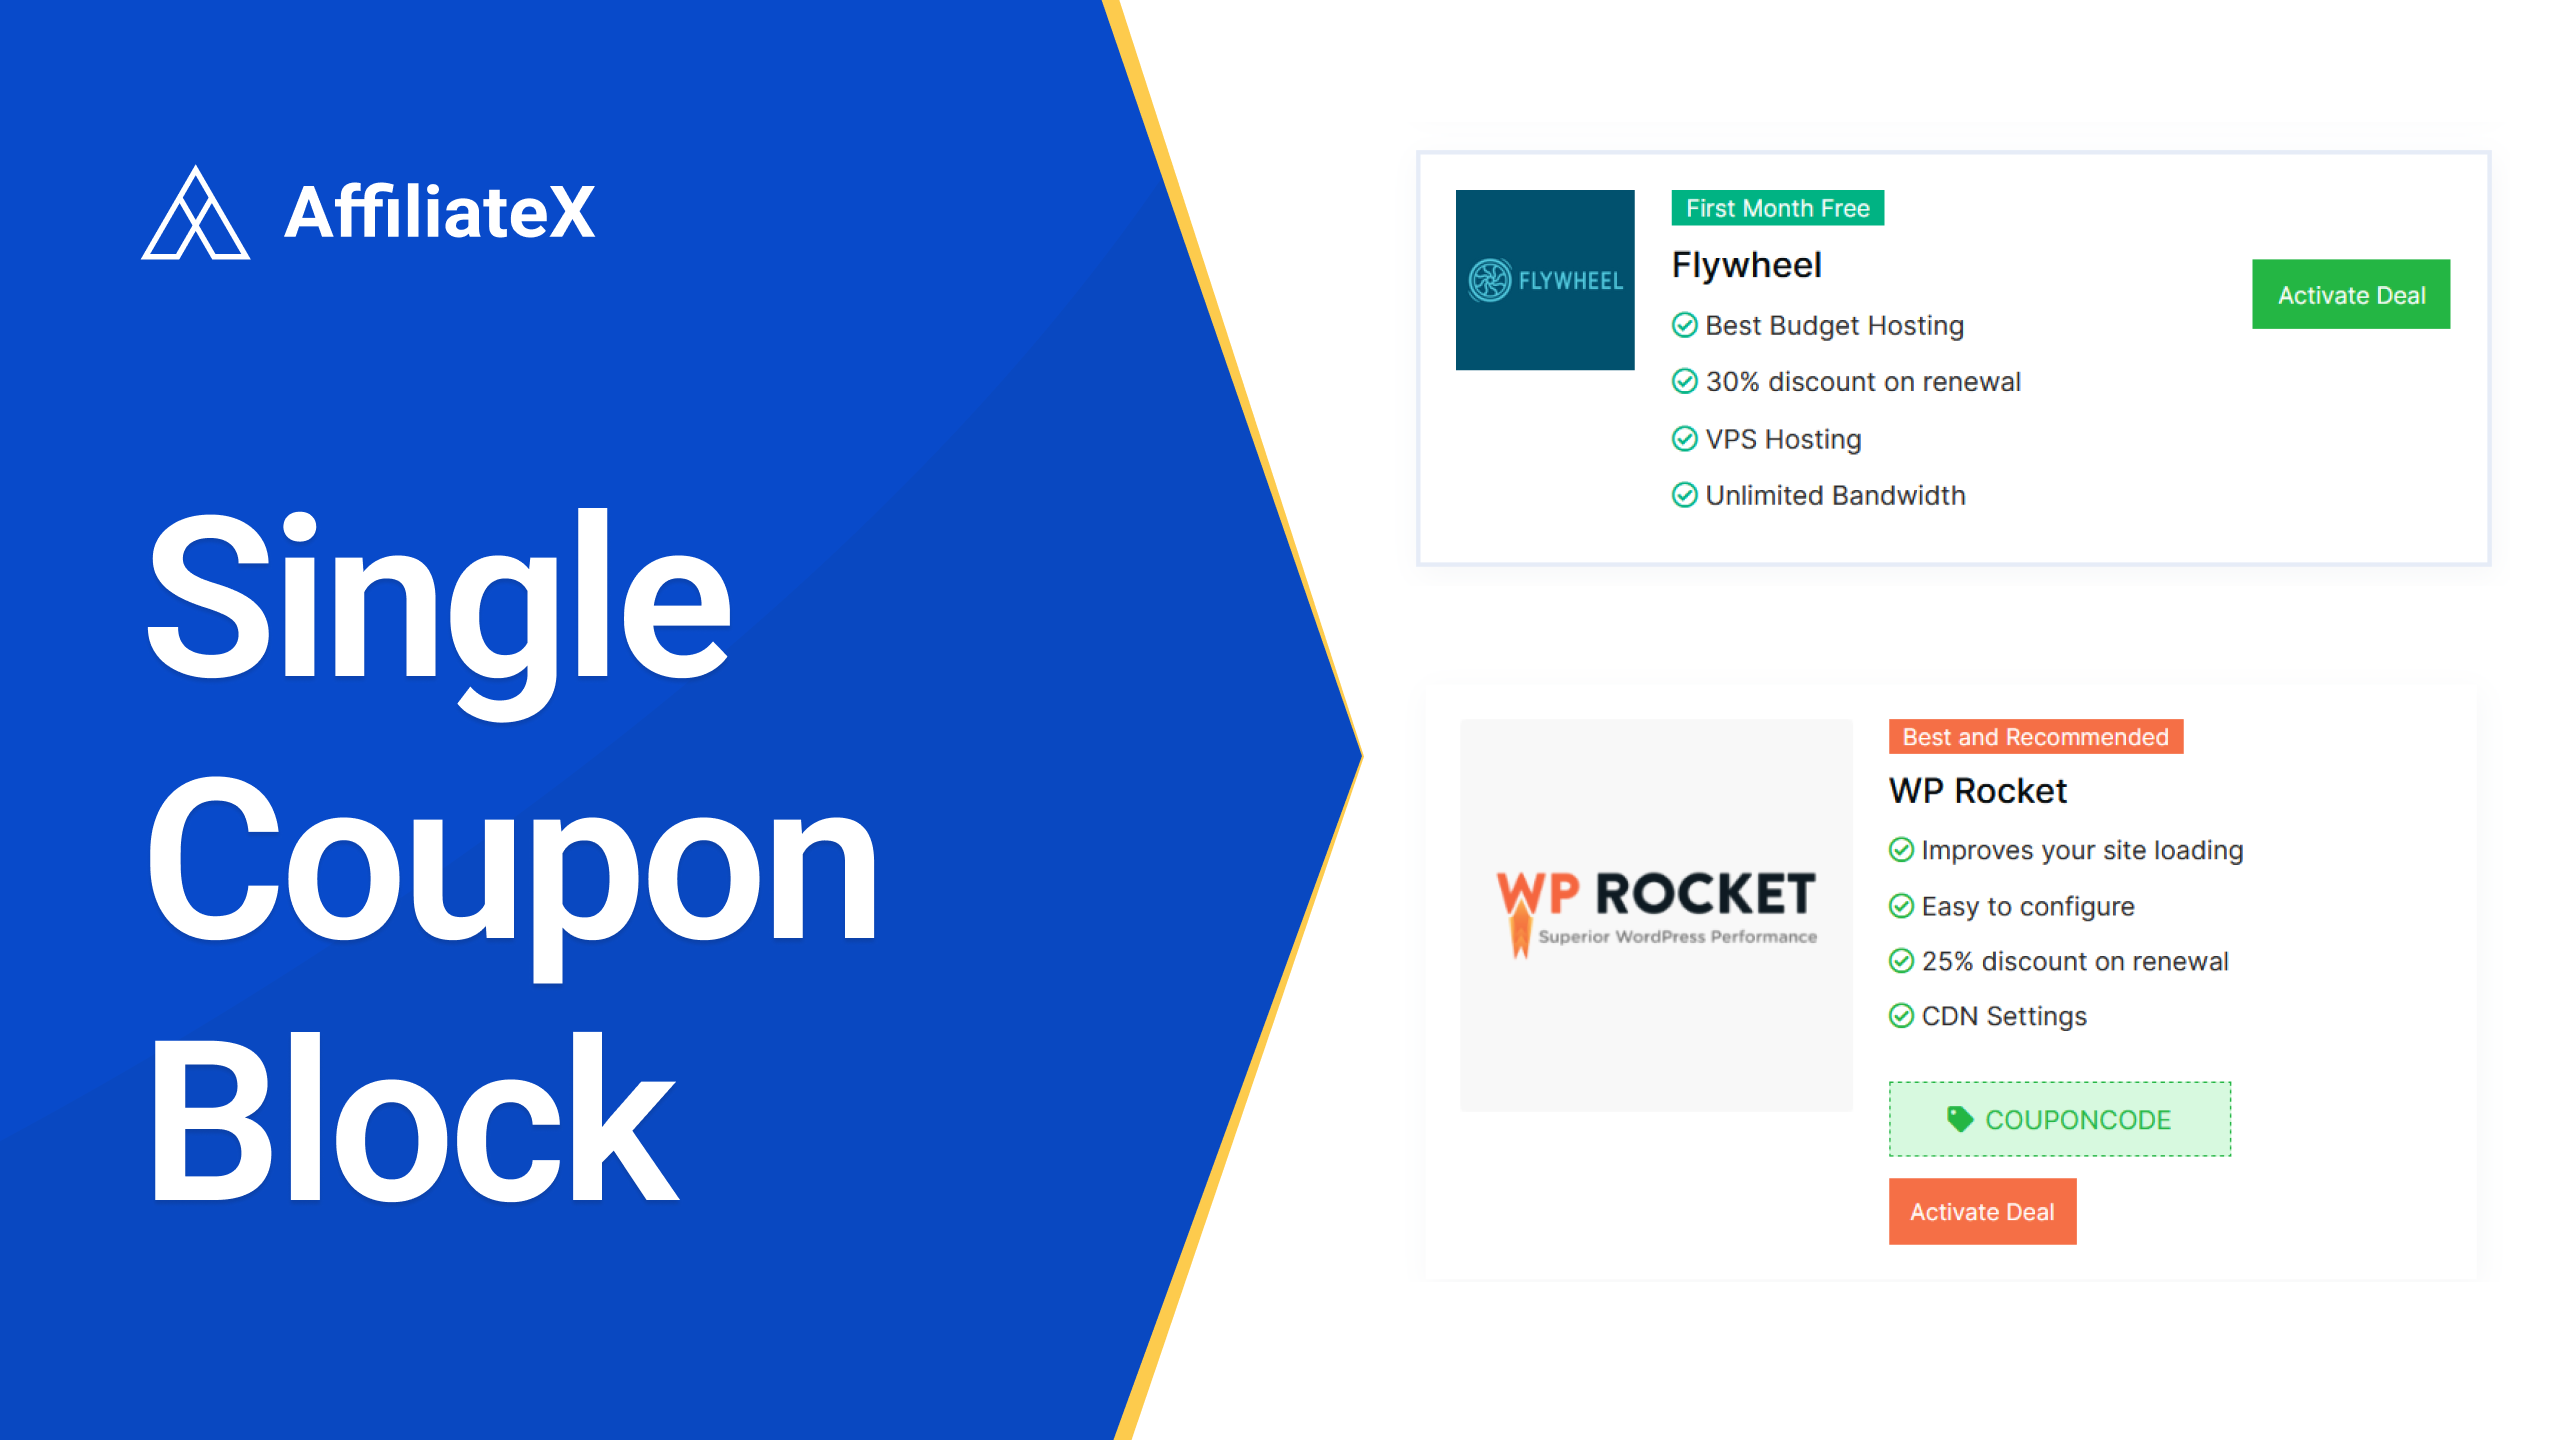 AffiliateX
Single
Coupon
Block
FLYWHEEL
First Month Free
Flywheel
Best Budget Hosting
30% discount on renewal
VPS Hosting
Unlimited Bandwidth
Activate Deal
WP ROCKET
Superior WordPress Performance
Best and Recommended
WP Rocket
Improves your site loading
Easy to configure
25% discount on renewal
CDN Settings
COUPONCODE
Activate Deal